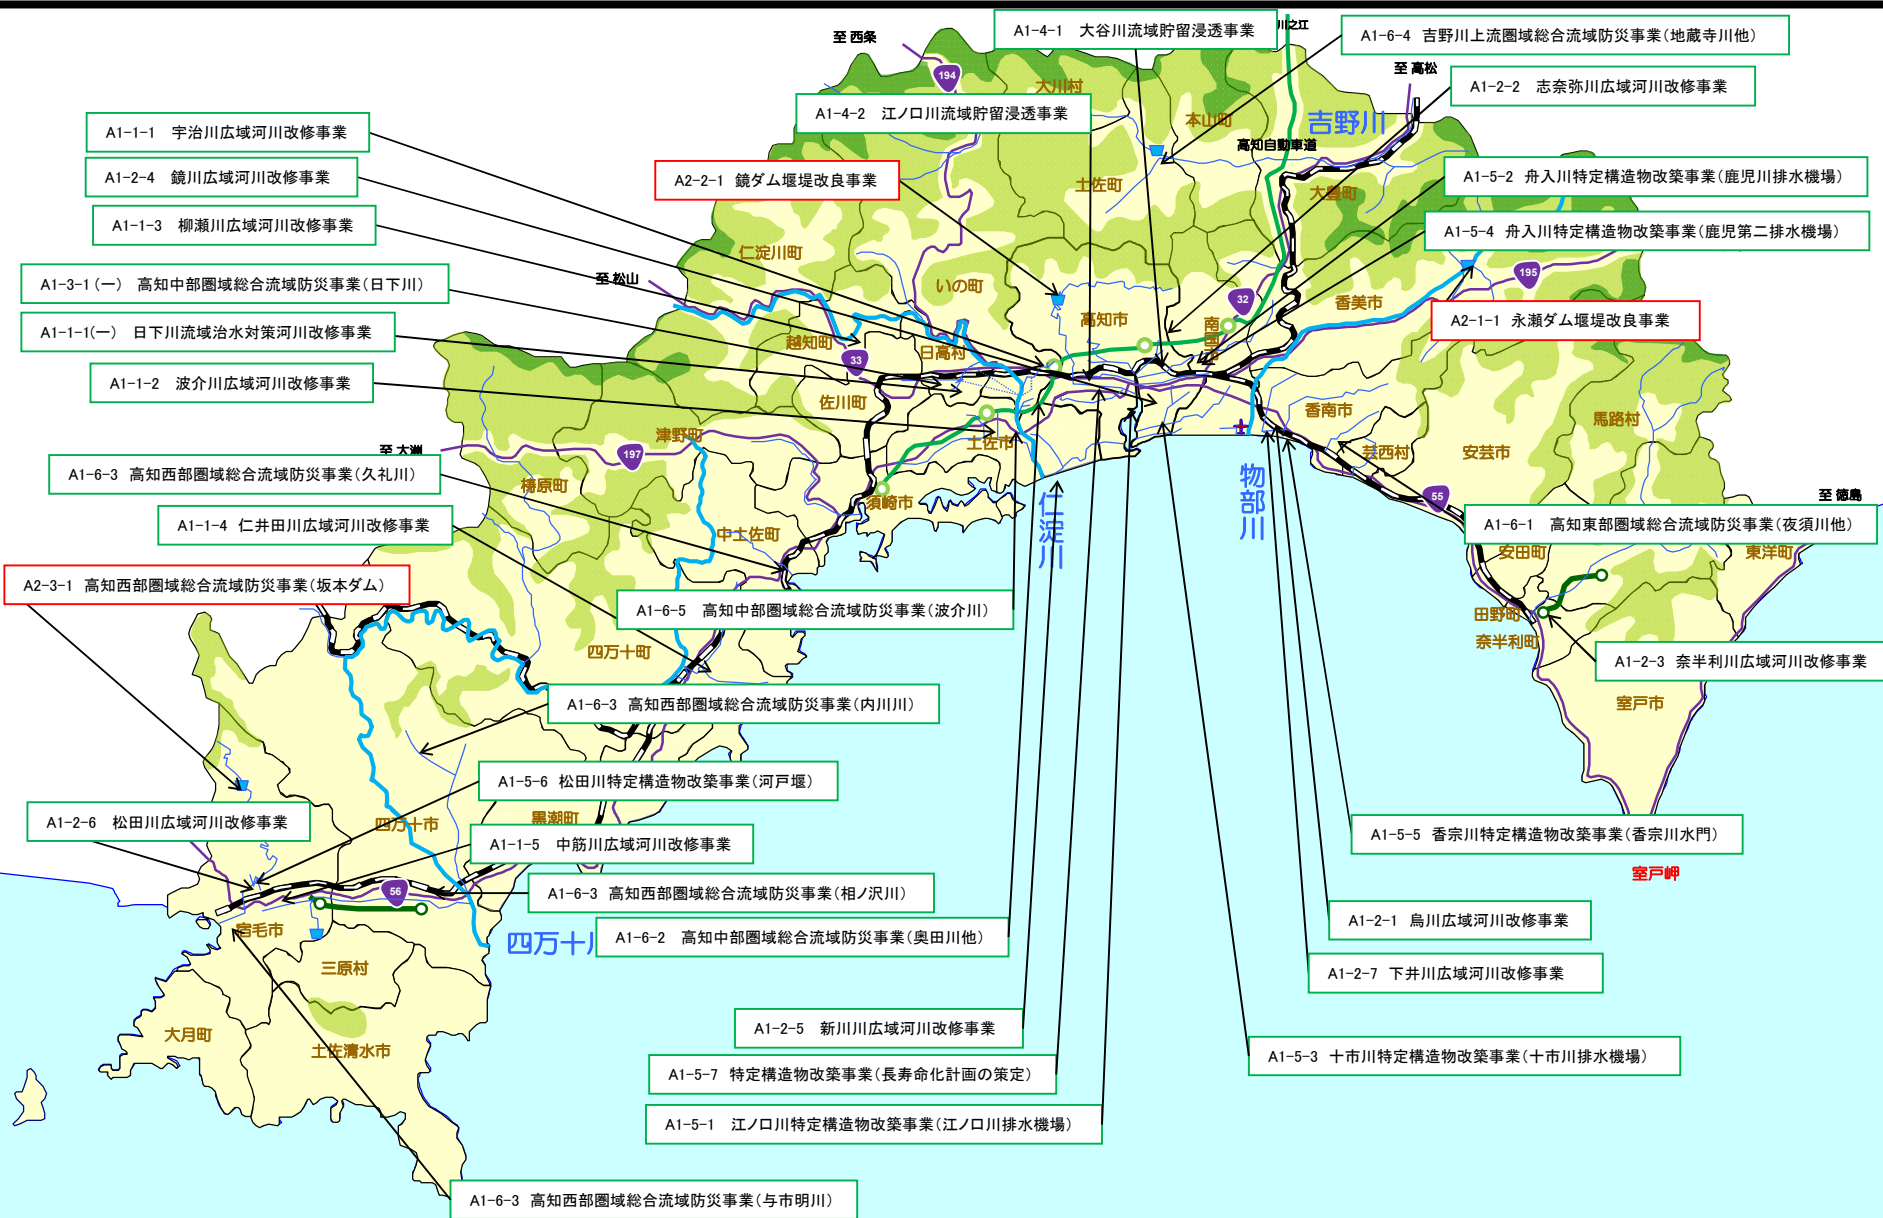 A1-4-1 大谷川流域貯留浸透事業
川之江
A1-6-4 吉野川上流圏域総合流域防災事業(地蔵寺川他)
至 西条
至 高松
194
大川村
A1-2-2 志奈弥川広域河川改修事業
A1-4-2 江ノ口川流域貯留浸透事業
本山町
吉野川
A1-1-1 宇治川広域河川改修事業
高知自動車道
A2-2-1 鏡ダム堰堤改良事業
A1-2-4 鏡川広域河川改修事業
土佐町
大豊町
A1-5-2 舟入川特定構造物改築事業(鹿児川排水機場)
A1-1-3 柳瀬川広域河川改修事業
A1-5-4 舟入川特定構造物改築事業(鹿児第二排水機場)
仁淀川町
至 松山
195
A1-3-1 (一) 高知中部圏域総合流域防災事業(日下川)
いの町
32
香美市
高知市
A2-1-1 永瀬ダム堰堤改良事業
A1-1-1(一) 日下川流域治水対策河川改修事業
南国市
越知町
日高村
33
A1-1-2 波介川広域河川改修事業
佐川町
香南市
馬路村
津野町
土佐市
至 大洲
197
芸西村
安芸市
A1-6-3 高知西部圏域総合流域防災事業(久礼川)
梼原町
須崎市
仁淀川
物部川
55
至 徳島
A1-1-4 仁井田川広域河川改修事業
中土佐町
A1-6-1 高知東部圏域総合流域防災事業(夜須川他)
安田町
東洋町
A2-3-1 高知西部圏域総合流域防災事業(坂本ダム)
A1-6-5 高知中部圏域総合流域防災事業(波介川)
田野町
奈半利町
四万十町
A1-2-3 奈半利川広域河川改修事業
A1-6-3 高知西部圏域総合流域防災事業(内川川)
室戸市
A1-5-6 松田川特定構造物改築事業(河戸堰)
A1-2-6 松田川広域河川改修事業
四万十市
黒潮町
A1-5-5 香宗川特定構造物改築事業(香宗川水門)
A1-1-5 中筋川広域河川改修事業
室戸岬
56
A1-6-3 高知西部圏域総合流域防災事業(相ノ沢川)
A1-2-1 烏川広域河川改修事業
宿毛市
四万十川
A1-6-2 高知中部圏域総合流域防災事業(奥田川他)
三原村
A1-2-7 下井川広域河川改修事業
大月町
A1-2-5 新川川広域河川改修事業
土佐清水市
A1-5-3 十市川特定構造物改築事業(十市川排水機場)
A1-5-7 特定構造物改築事業(長寿命化計画の策定)
A1-5-1 江ノ口川特定構造物改築事業(江ノ口川排水機場)
A1-6-3 高知西部圏域総合流域防災事業(与市明川)